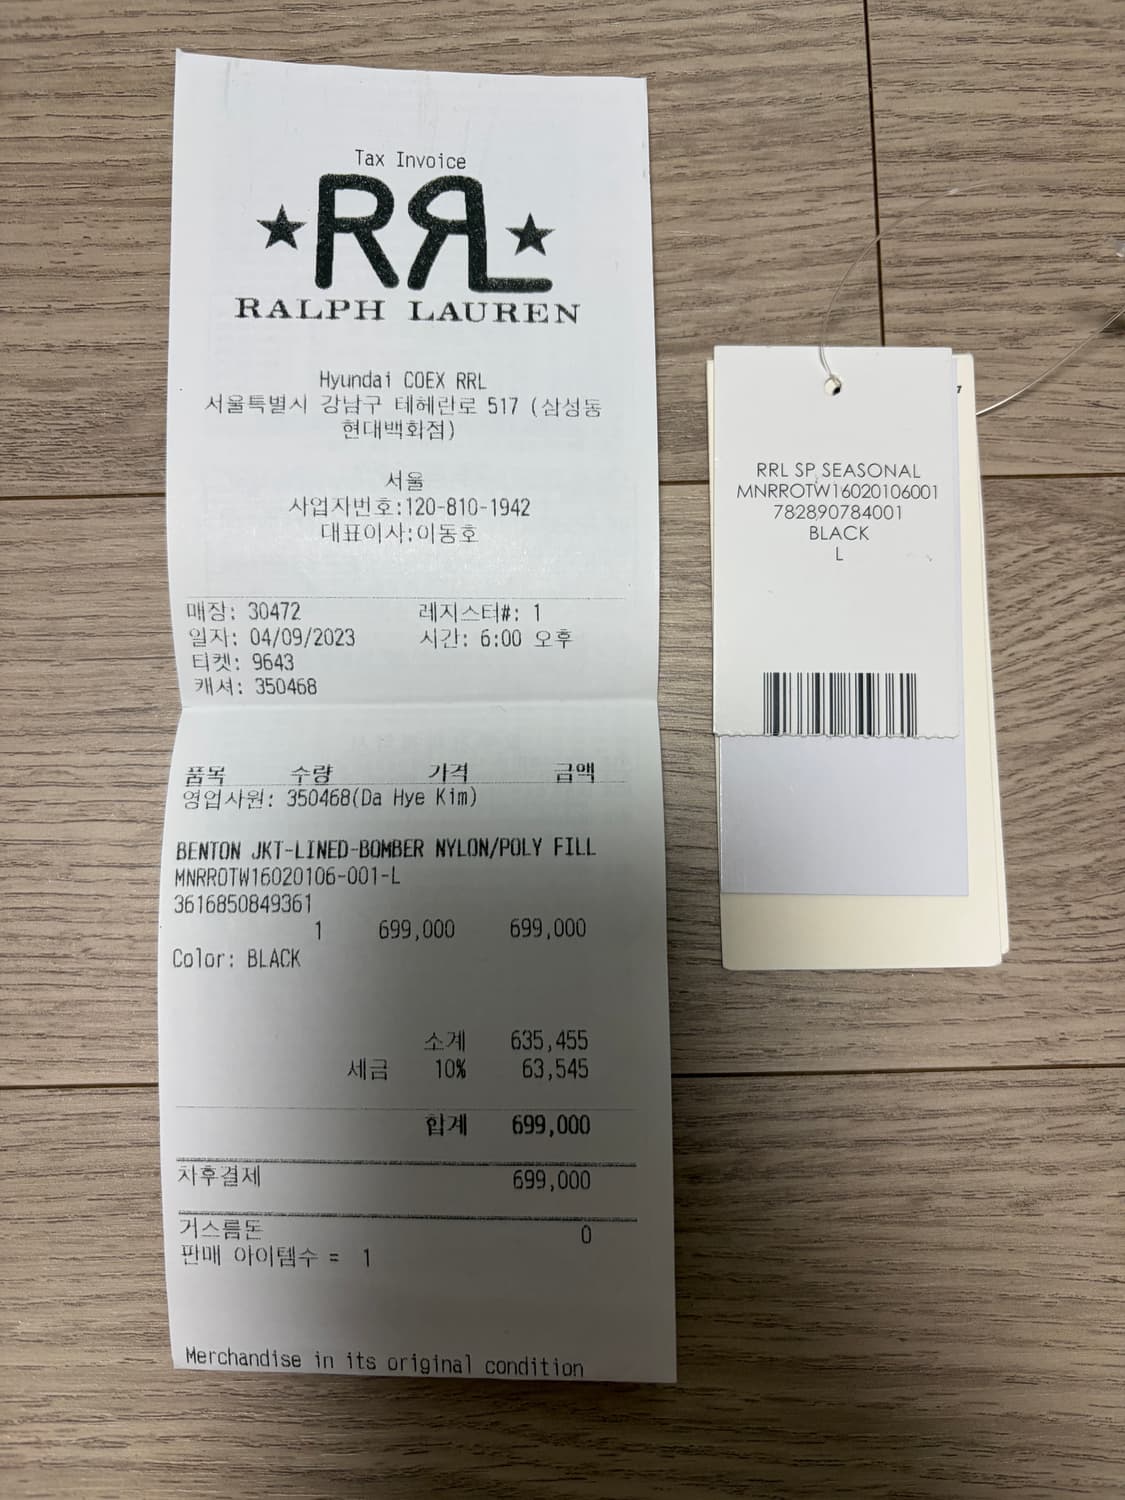 Tax Invoice
RRL
RALPH LAUREN
Hyundai COEX RRL
서울특별시 강남구 테헤란로 517 (삼성동
현대백화점)
서울
사업지번호:120-810-1942
대표이사:이동호
매장: 30472 레지스터#: 1
일자: 04/09/2023 시간: 6:00 오후
티켓: 9643
캐셔: 350468
품목 수량 가격 금액
영업사원: 350468(Da Hye Kim)
BENTON JKT-LINED-BOMBER NYLON/POLY FILL
MNRROTW16020106-001-L
3616850849361
1 699,000 699,000
Color: BLACK
소계 635,455
세금 10% 63,545
합계 699,000
차후결제 699,000
거스름돈 0
판매 아이템수 = 1
Merchandise in its original condition
RRL SP SEASONAL
MNRROTW16020106001
782890784001
BLACK
L